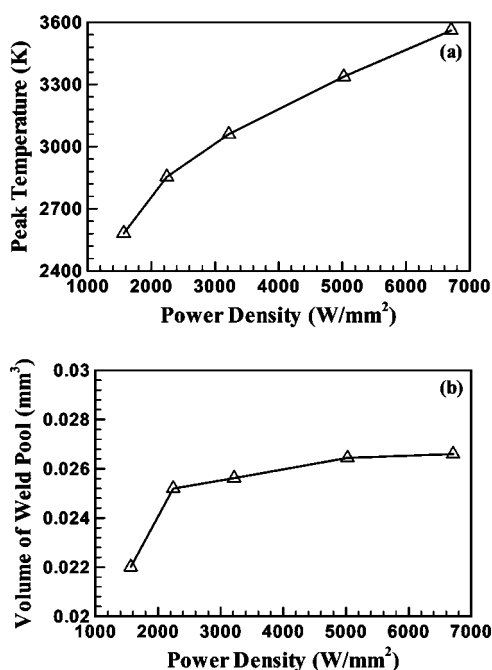 3600
(a)
3300
3000
2700
2400
Peak Temperature (K)
1000 2000 3000 4000 5000 6000 7000
Power Density (W/mm²)
0.03
(b)
0.028
0.026
0.024
0.022
0.02
Volume of Weld Pool (mm³)
1000 2000 3000 4000 5000 6000 7000
Power Density (W/mm²)